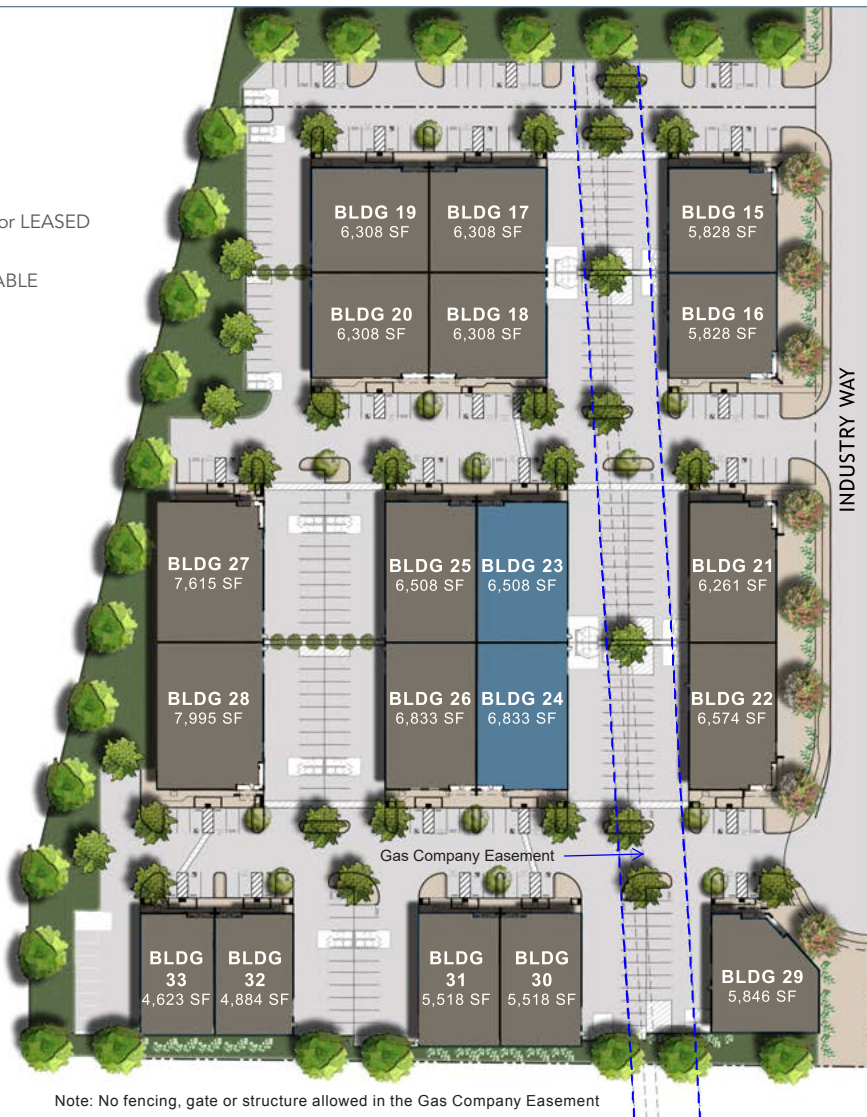 or LEASED
ABLE
BLDG 19
6,308 SF
BLDG 17
6,308 SF
BLDG 15
5,828 SF
BLDG 20
6,308 SF
BLDG 18
6,308 SF
BLDG 16
5,828 SF
INDUSTRY WAY
BLDG 27
7,615 SF
BLDG 25
6,508 SF
BLDG 23
6,508 SF
BLDG 21
6,261 SF
BLDG 28
7,995 SF
BLDG 26
6,833 SF
BLDG 24
6,833 SF
BLDG 22
6,574 SF
Gas Company Easement
BLDG
33
4,623 SF
BLDG
32
4,884 SF
BLDG
31
5,518 SF
BLDG
30
5,518 SF
BLDG 29
5,846 SF
Note: No fencing, gate or structure allowed in the Gas Company Easement